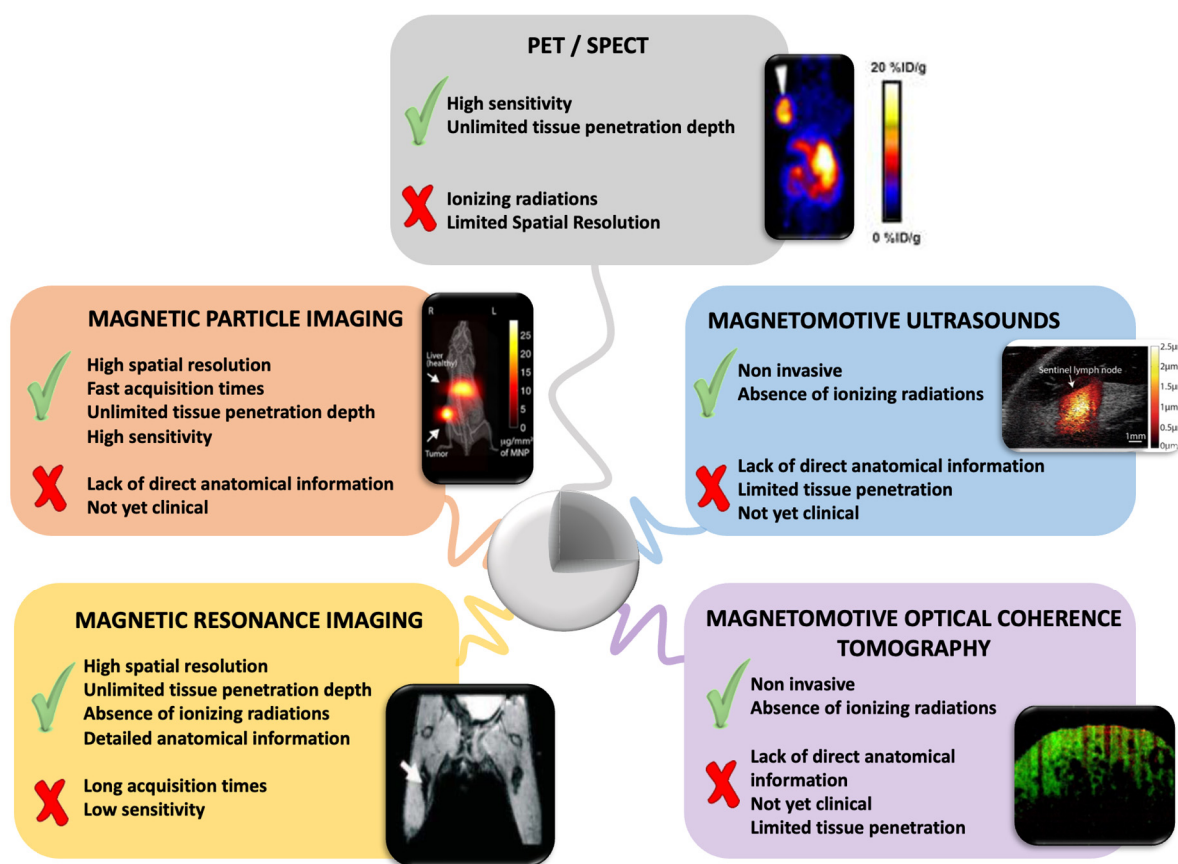 PET / SPECT
High sensitivity
Unlimited tissue penetration depth
Ionizing radiations
Limited Spatial Resolution
20 %ID/g
0 %ID/g
MAGNETIC PARTICLE IMAGING
High spatial resolution
Fast acquisition times
Unlimited tissue penetration depth
High sensitivity
Lack of direct anatomical information
Not yet clinical
R L
Liver
(healthy)
Tumor
25
20
15
10
5
0
µg/mm²
of MNP
MAGNETOMOTIVE ULTRASOUNDS
Non invasive
Absence of ionizing radiations
Lack of direct anatomical information
Limited tissue penetration
Not yet clinical
Sentinel lymph node
1mm
2.5µm
2µm
1µm
0.5µm
0µm
MAGNETIC RESONANCE IMAGING
High spatial resolution
Unlimited tissue penetration depth
Absence of ionizing radiations
Detailed anatomical information
Long acquisition times
Low sensitivity
MAGNETOMOTIVE OPTICAL COHERENCE
TOMOGRAPHY
Non invasive
Absence of ionizing radiations
Lack of direct anatomical
information
Not yet clinical
Limited tissue penetration